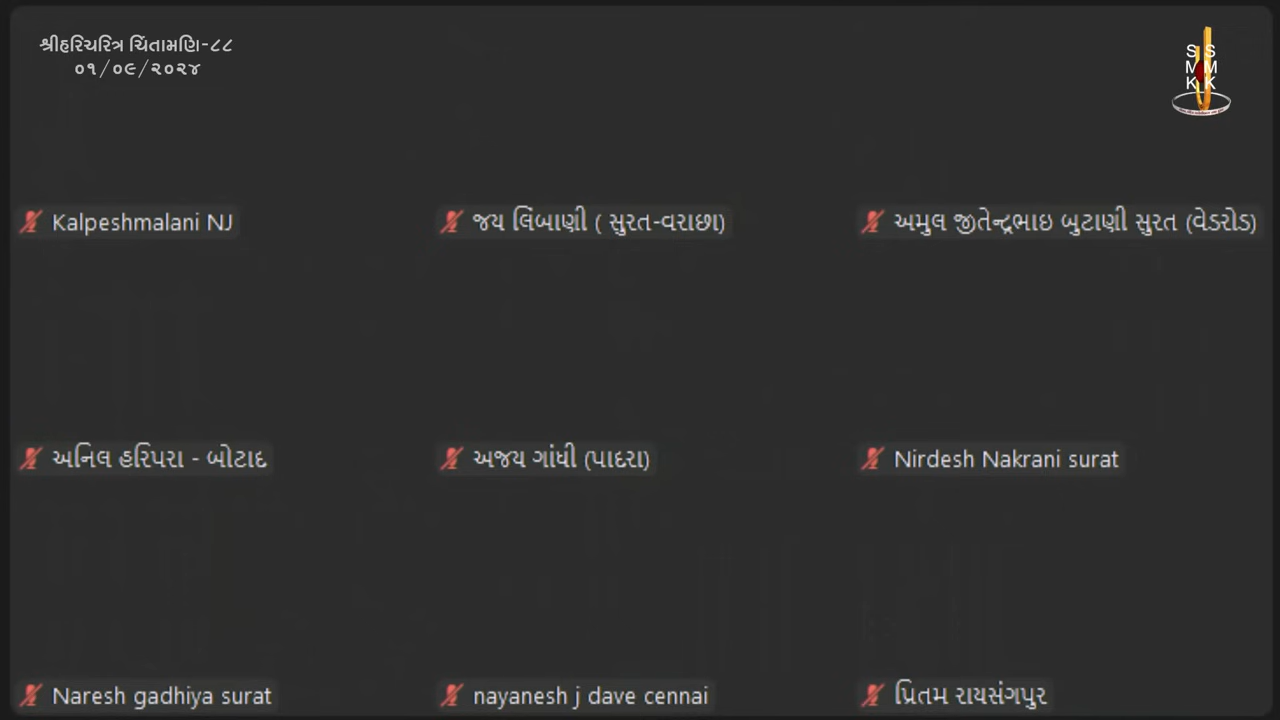 શ્રીહરિચરિત્ર ચિંતામણિ-૮૮
૦૧/૦૯/૨૦૨૪
S S
M M
K K
Kalpeshmalani NJ
જય લિંબાણી ( સુરત-વરાછા)
અમુલ જીતેન્દ્રભાઇ બુટાણી સુરત (વેડરોડ)
અનિલ હરિપરા - બોટાદ
અજય ગાંધી (પાદરા)
Nirdesh Nakrani surat
Naresh gadhiya surat
nayanesh j dave cennai
પ્રિતમ રાયસંગપુર